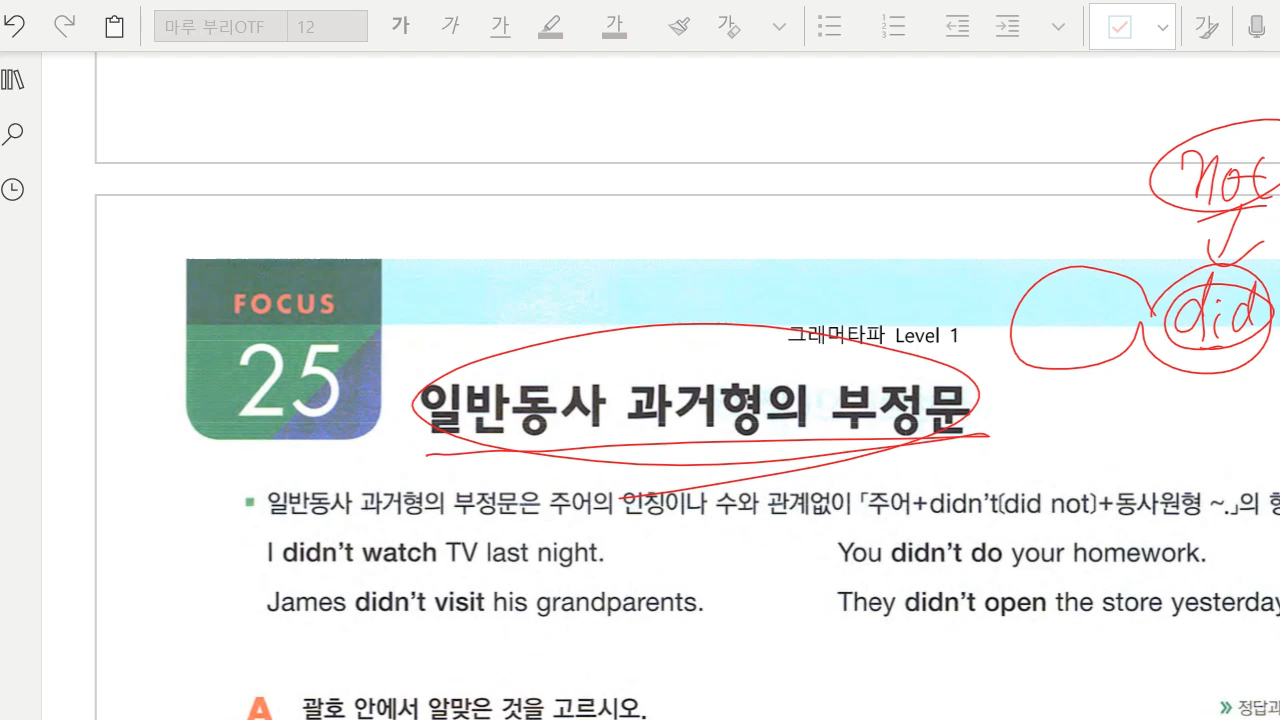 마른 부리OTF 12 가 가 가 가 가
not
FOCUS
did
그래머타파 Level 1
25
일반동사 과거형의 부정문
일반동사 과거형의 부정문은 주어의 인칭이나 수와 관계없이 「주어+didn't(did not)+동사원형 ~.」의
I didn't watch TV last night. You didn't do your homework.
James didn't visit his grandparents. They didn't open the store yesterday
A 괄호 안에서 알맞은 것을 고르시오.
» 정답과